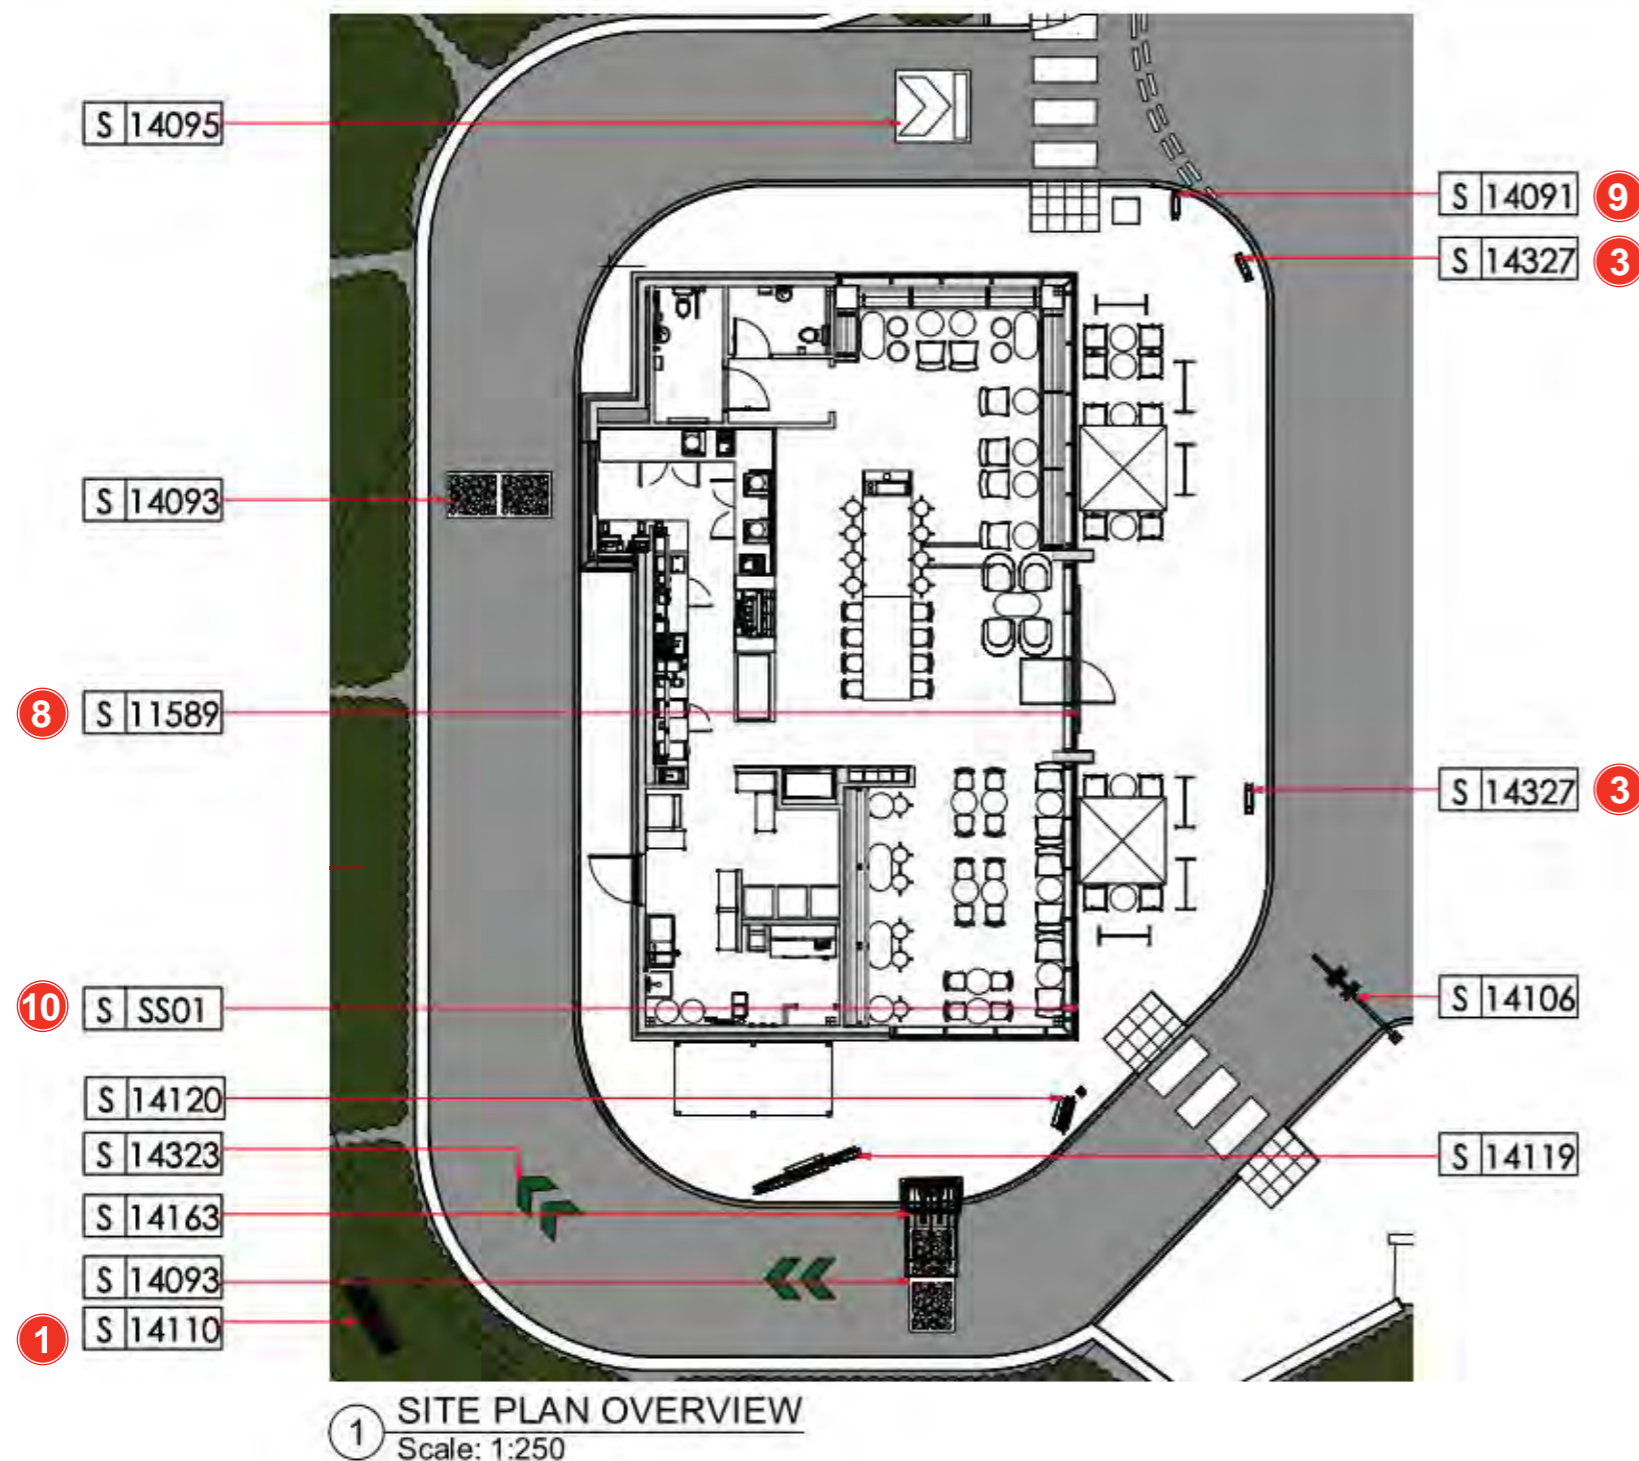 S 14095
S 14091 9
S 14327 3
S 14093
8 S 11589
S 14327 3
10 S SS01
S 14106
S 14120
S 14323
S 14119
S 14163
S 14093
1 S 14110
1 SITE PLAN OVERVIEW
Scale: 1:250